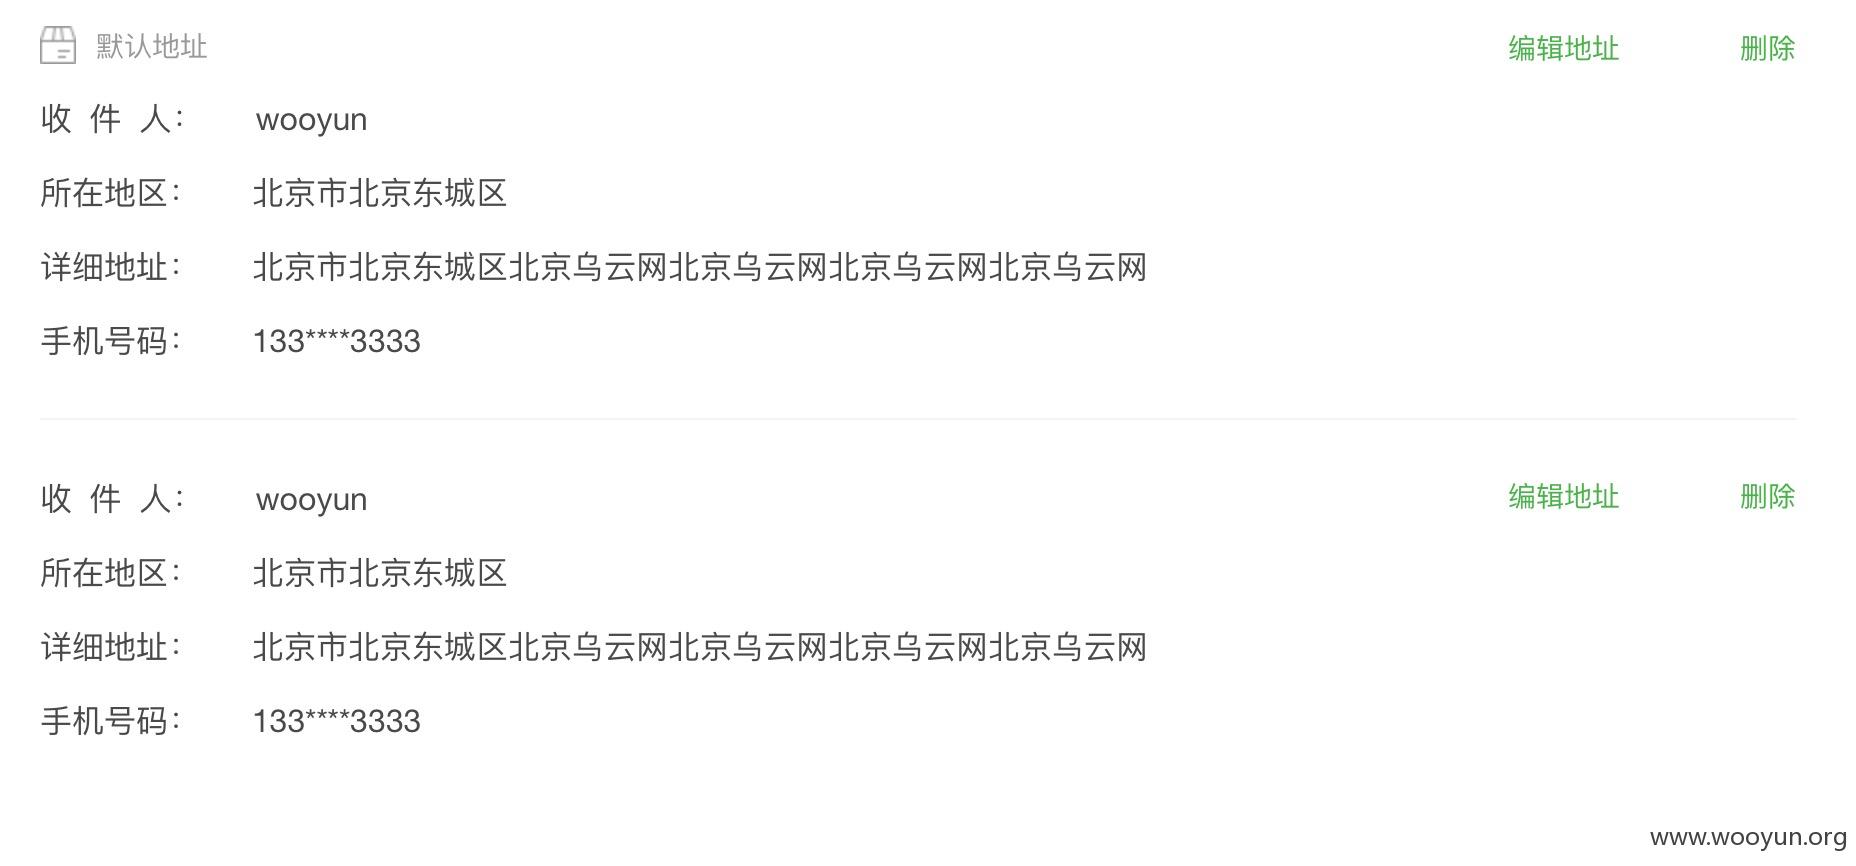 默认地址 编辑地址 删除
收 件 人： wooyun
所在地区： 北京市北京东城区
详细地址： 北京市北京东城区北京乌云网北京乌云网北京乌云网北京乌云网
手机号码： 133****3333
收 件 人： wooyun 编辑地址 删除
所在地区： 北京市北京东城区
详细地址： 北京市北京东城区北京乌云网北京乌云网北京乌云网北京乌云网
手机号码： 133****3333
www.wooyun.org